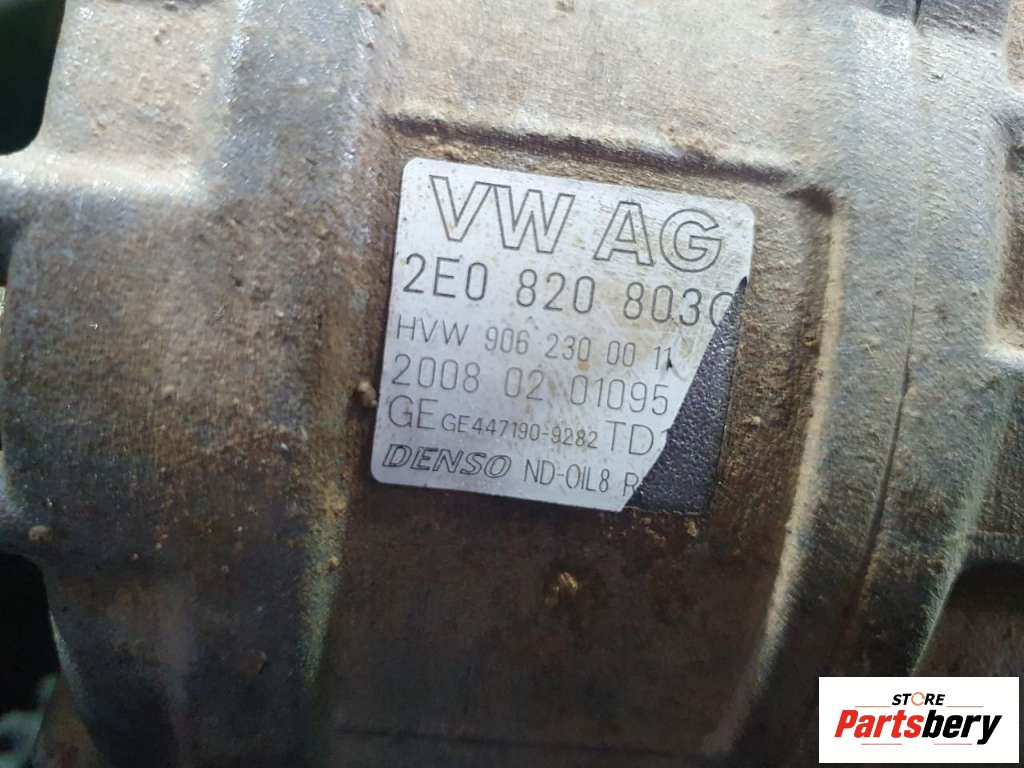 VW AG
2E0 820 803
HVW 906 230 00 11
2008 02 01095
GE GE447190-9282 TD
DENSO ND-OIL8
STORE
Partsbery